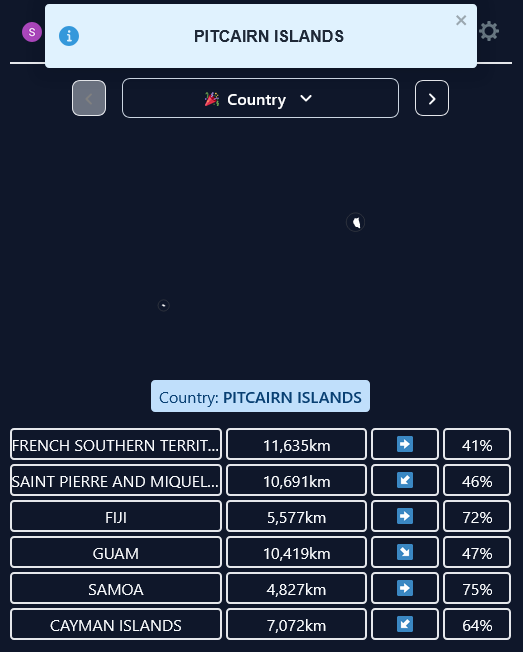 S
PITCAIRN ISLANDS
Country
Country: PITCAIRN ISLANDS
FRENCH SOUTHERN TERRIT... 11,635km ➡ 41%
SAINT PIERRE AND MIQUEL... 10,691km ↙ 46%
FIJI 5,577km ➡ 72%
GUAM 10,419km ↘ 47%
SAMOA 4,827km ➡ 75%
CAYMAN ISLANDS 7,072km ↙ 64%